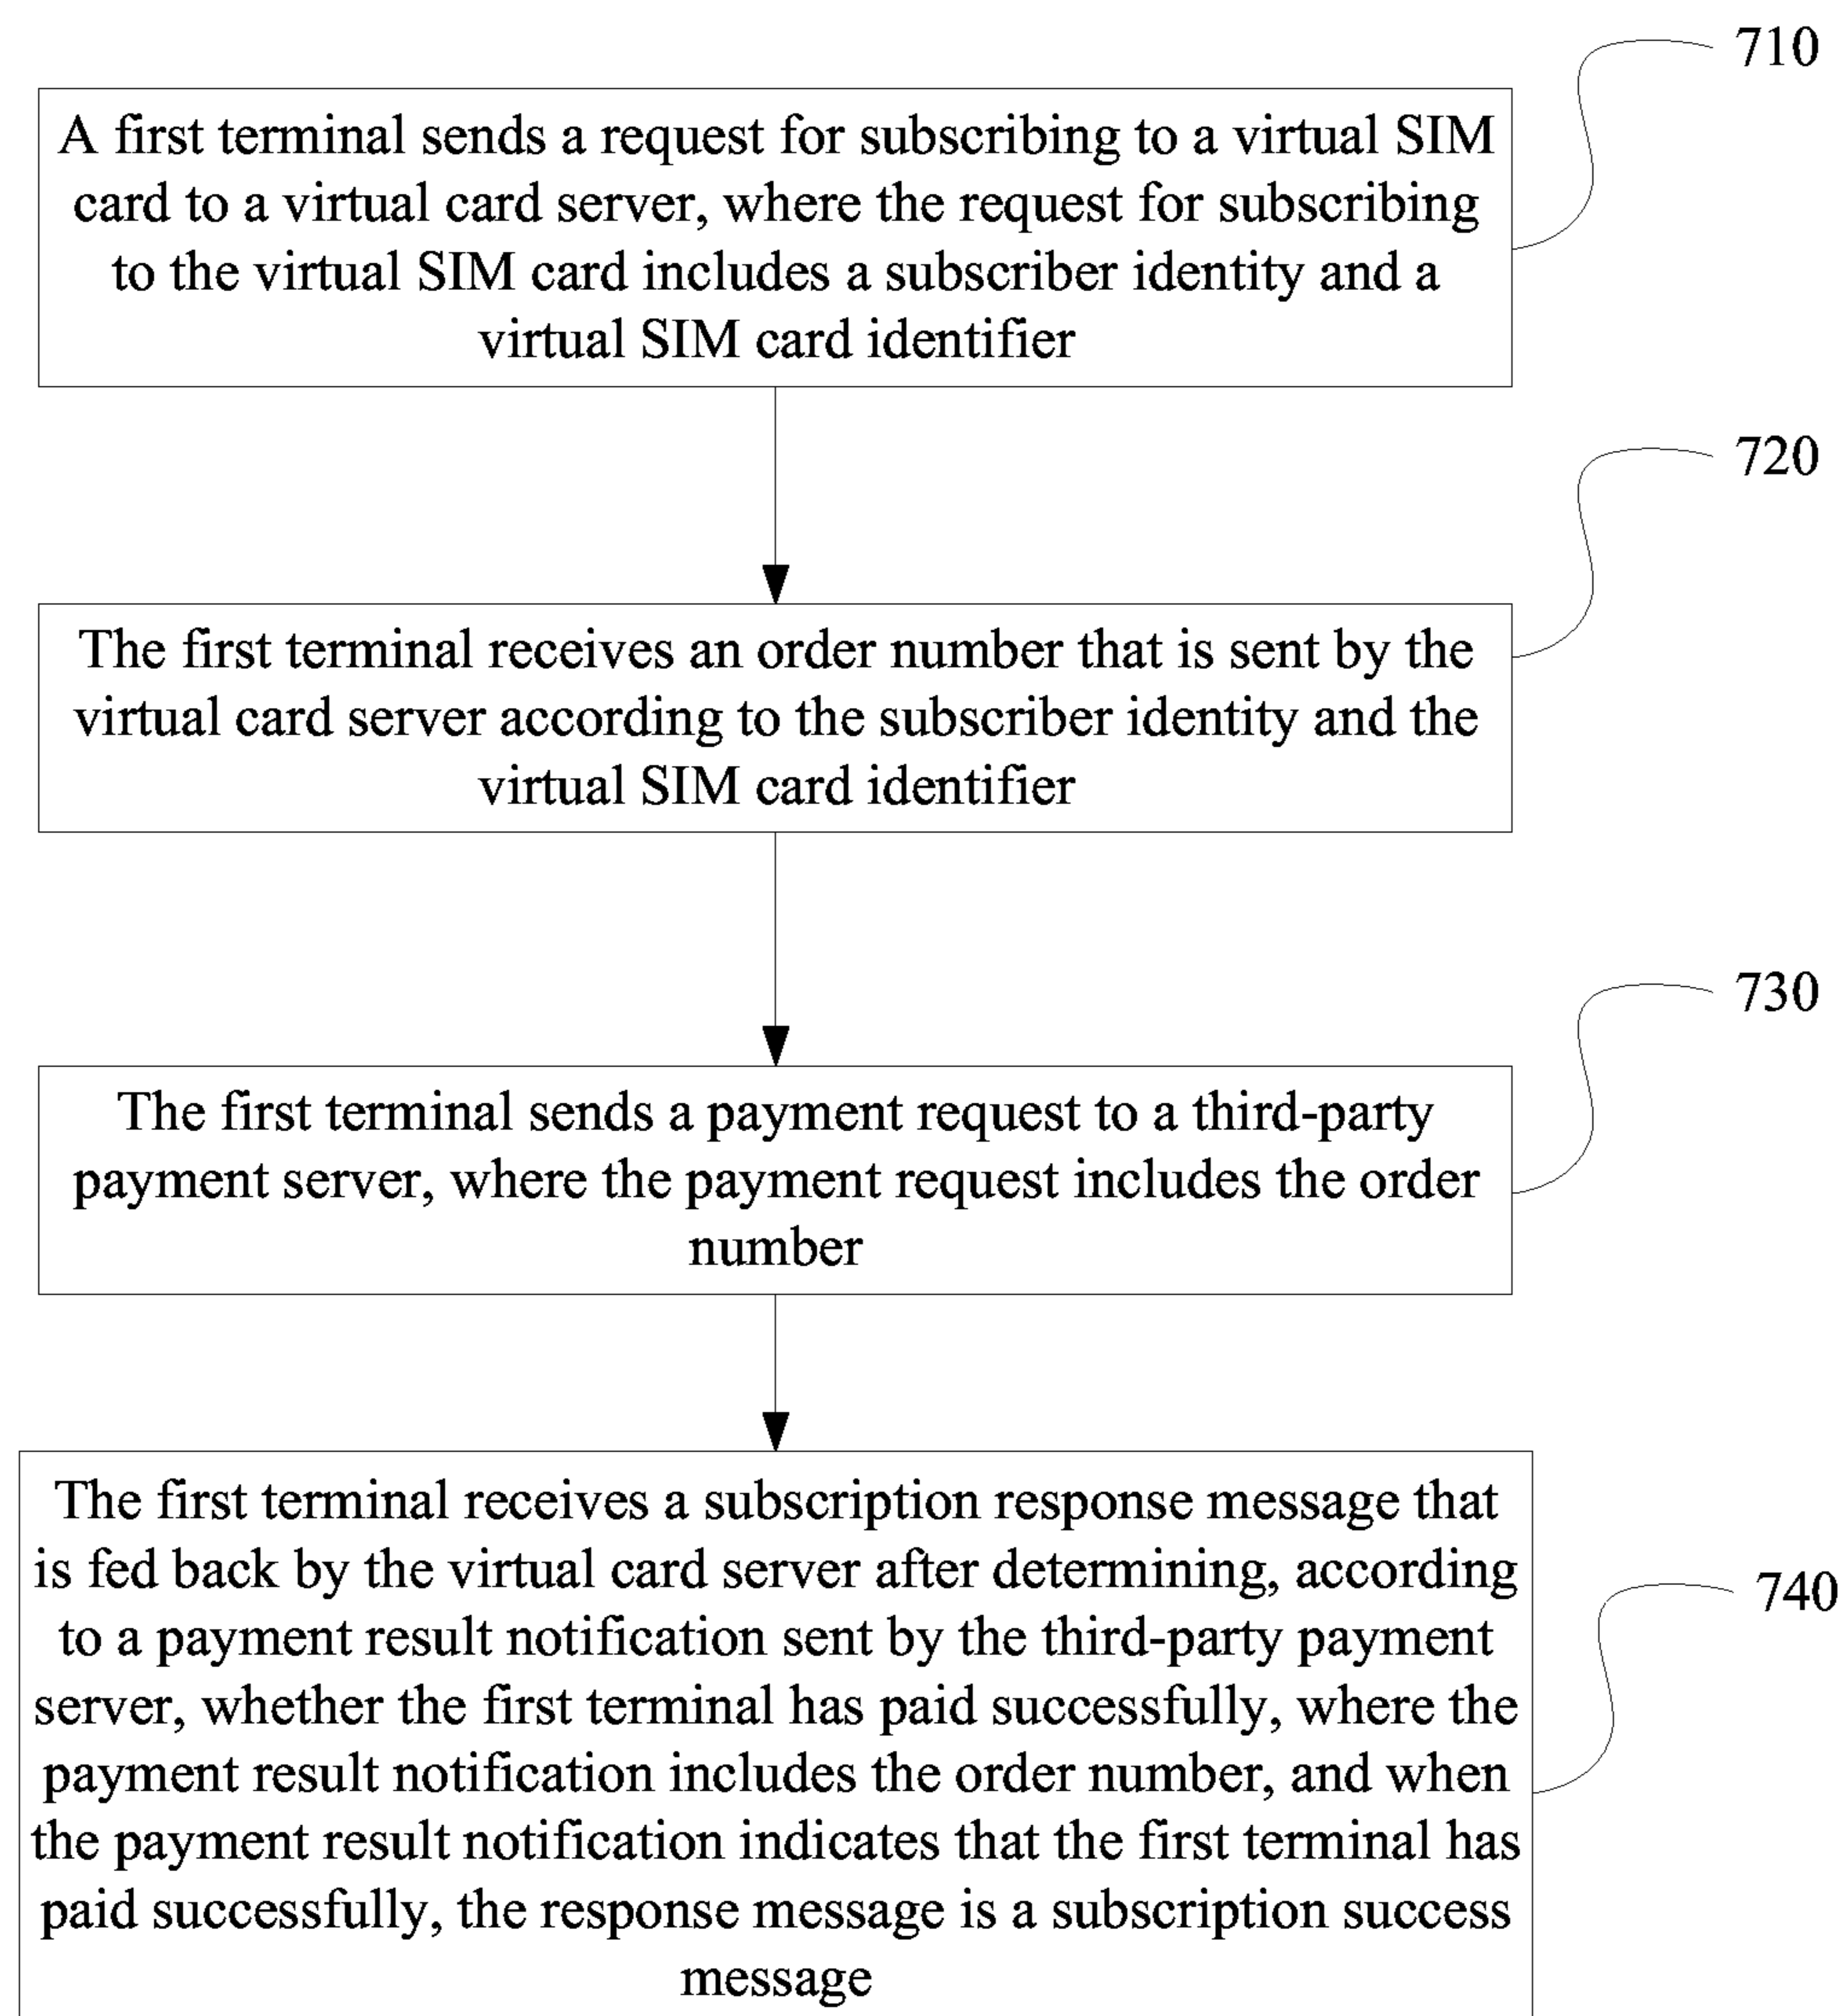 710
A first terminal sends a request for subscribing to a virtual SIM
card to a virtual card server, where the request for subscribing
to the virtual SIM card includes a subscriber identity and a
virtual SIM card identifier
720
The first terminal receives an order number that is sent by the
virtual card server according to the subscriber identity and the
virtual SIM card identifier
730
The first terminal sends a payment request to a third-party
payment server, where the payment request includes the order
number
740
The first terminal receives a subscription response message that
is fed back by the virtual card server after determining, according
to a payment result notification sent by the third-party payment
server, whether the first terminal has paid successfully, where the
payment result notification includes the order number, and when
the payment result notification indicates that the first terminal has
paid successfully, the response message is a subscription success
message